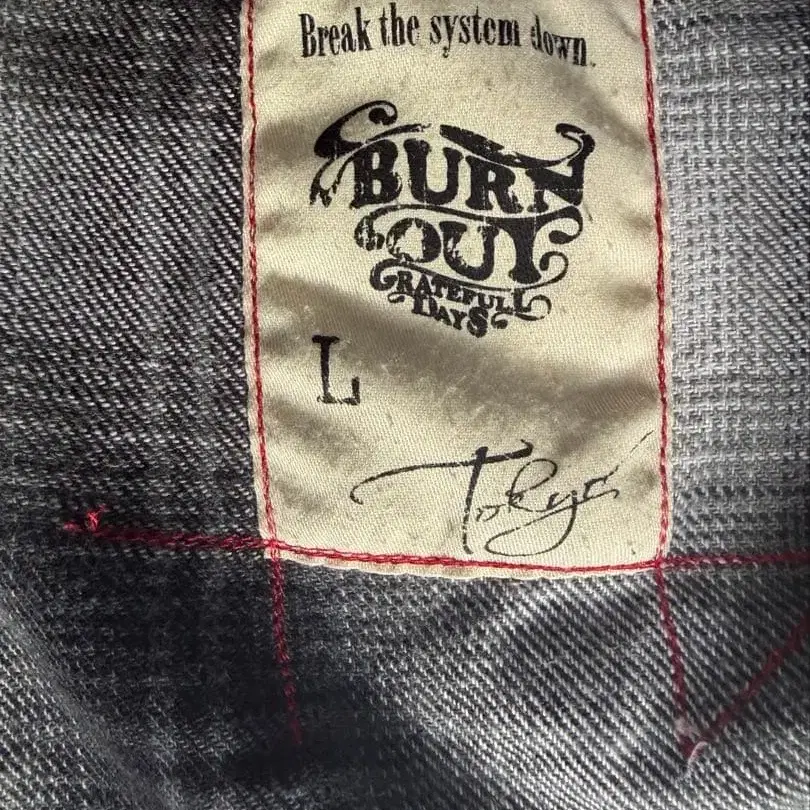 Break the system down.
BURN
OUT
GRATEFULL
DAYS
L
Tokyo